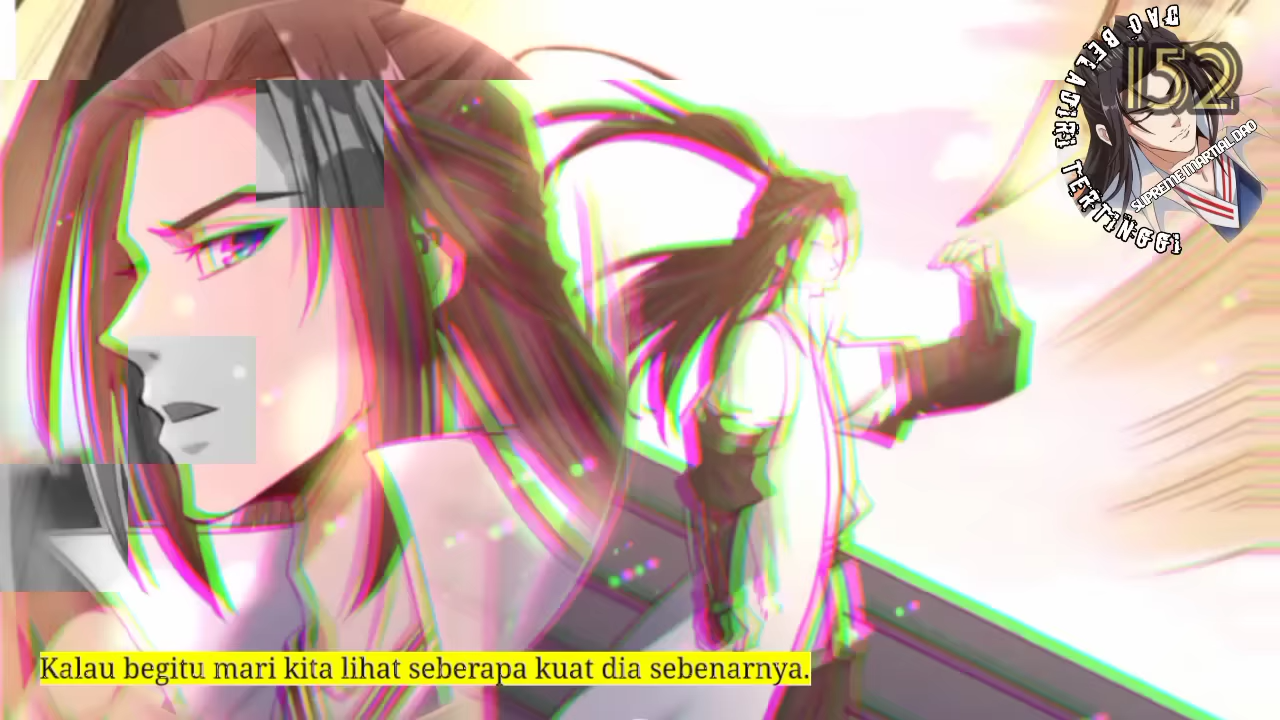 DAO BELADIRI TERTINGGI
152
SUPREME MARTIAL DAO
Kalau begitu mari kita lihat seberapa kuat dia sebenarnya.